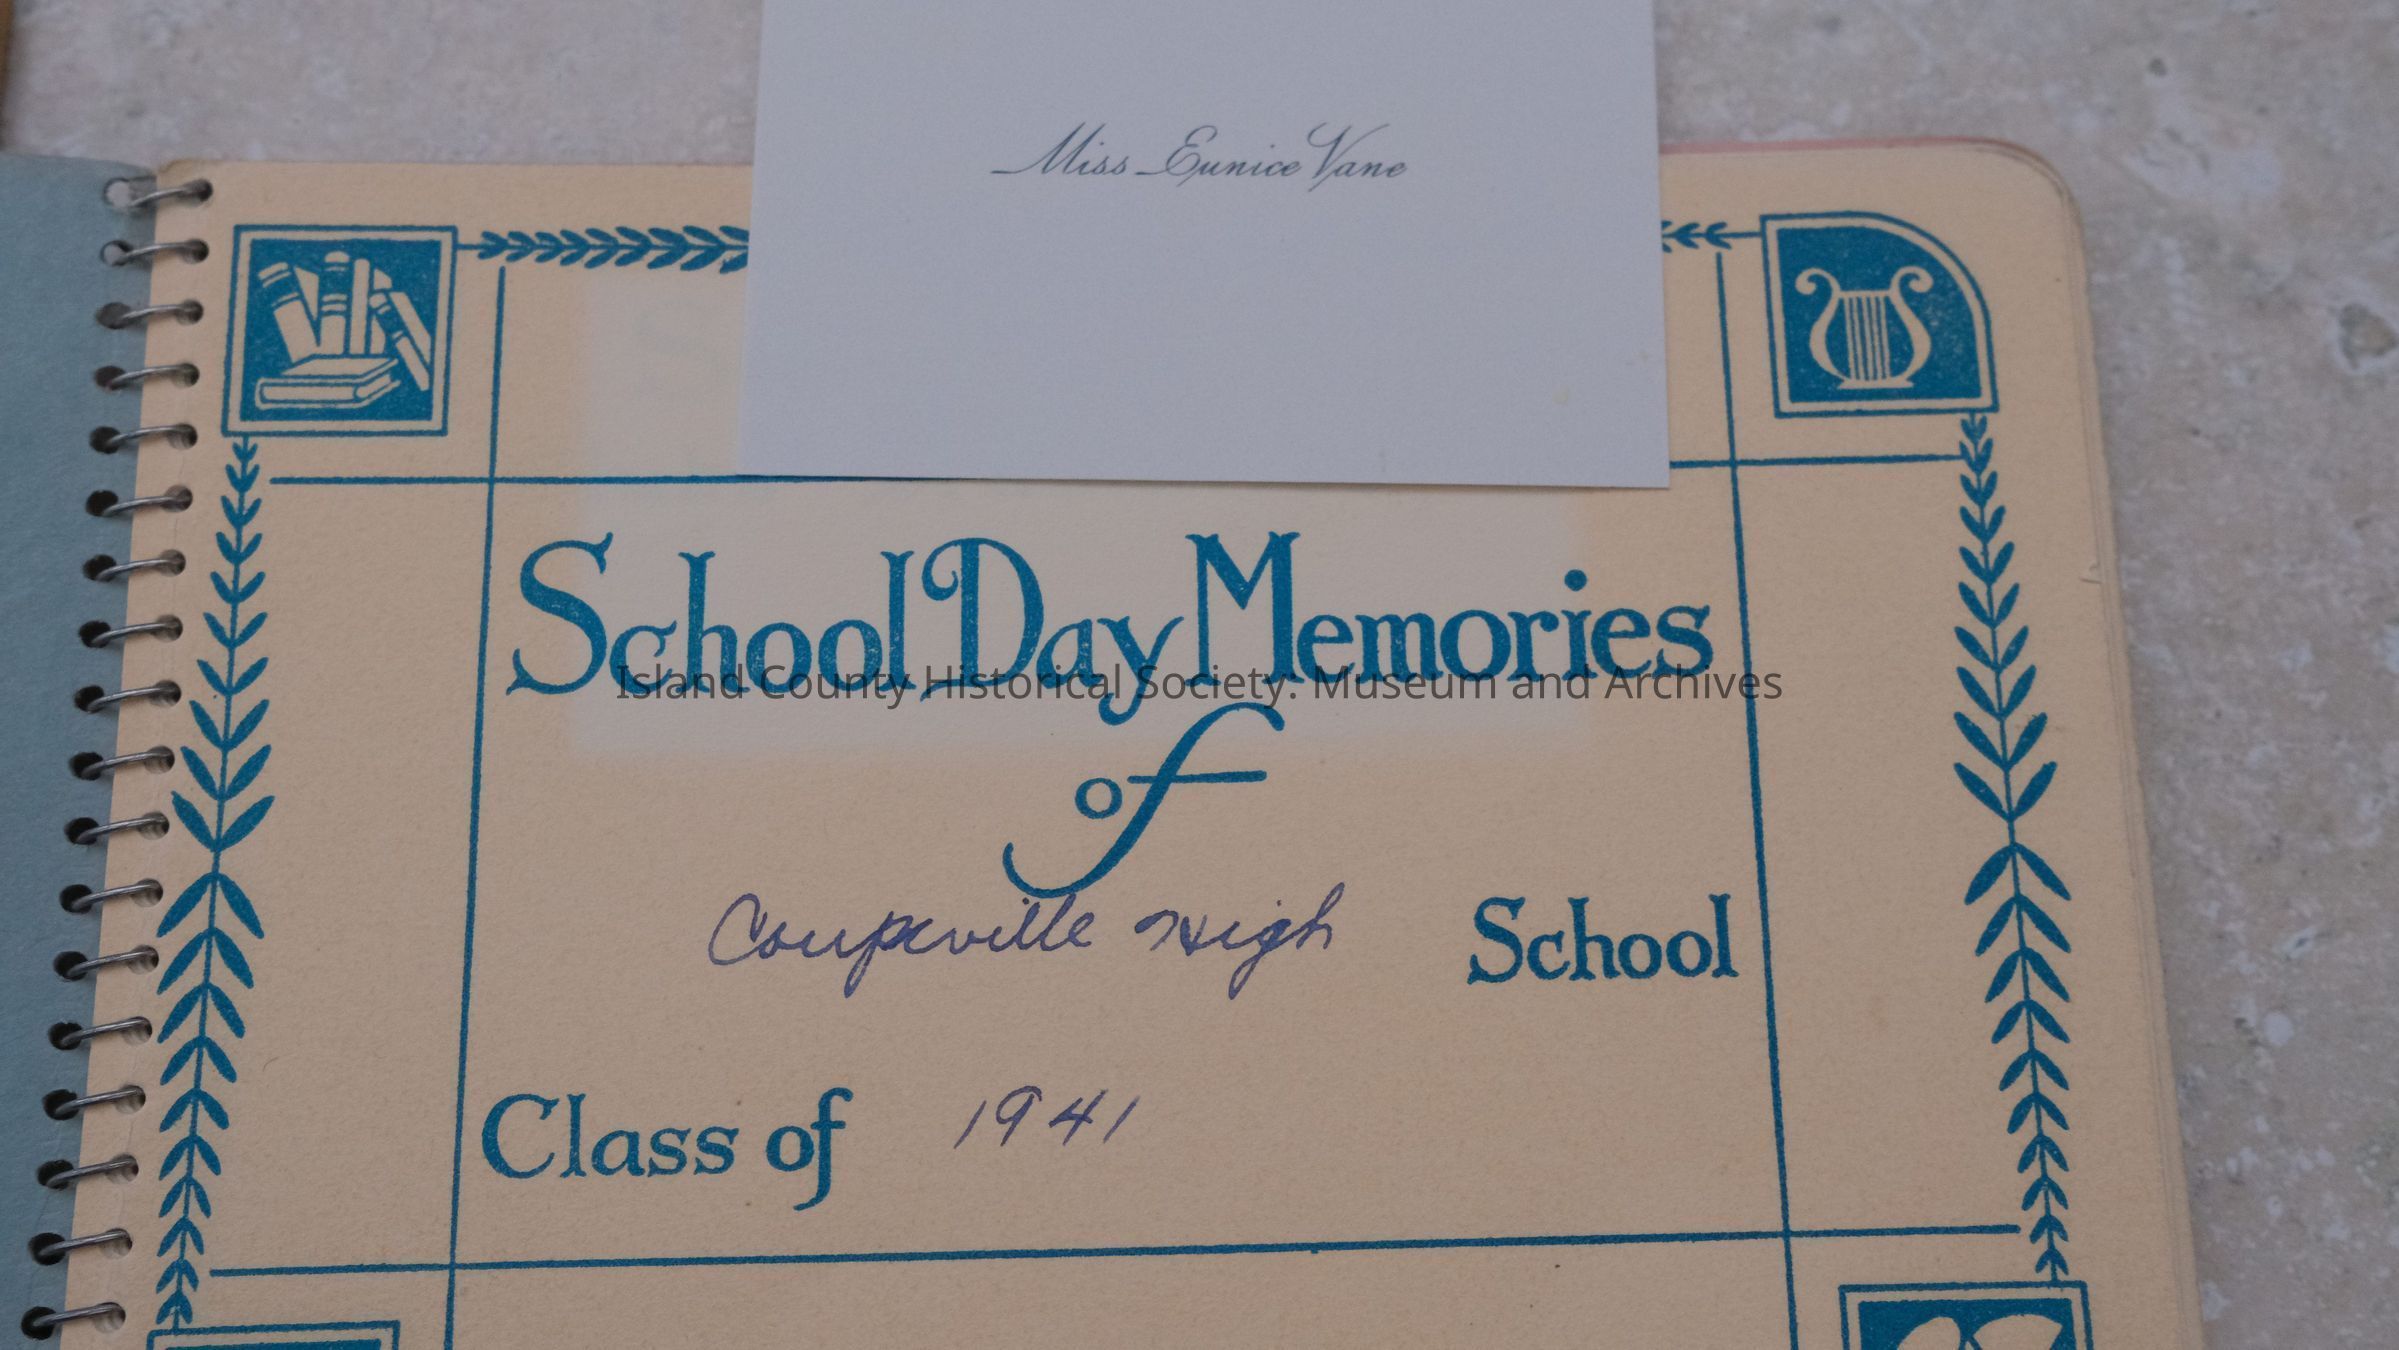 Miss Eunice Vane
School Day Memories
Island County Historical Society: Museum and Archives
of
Coupeville High School
Class of 1941